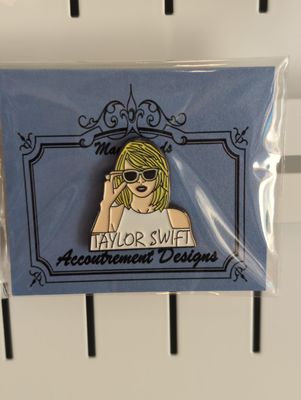 TAYLOR SWIFT
Accoutrement Designs